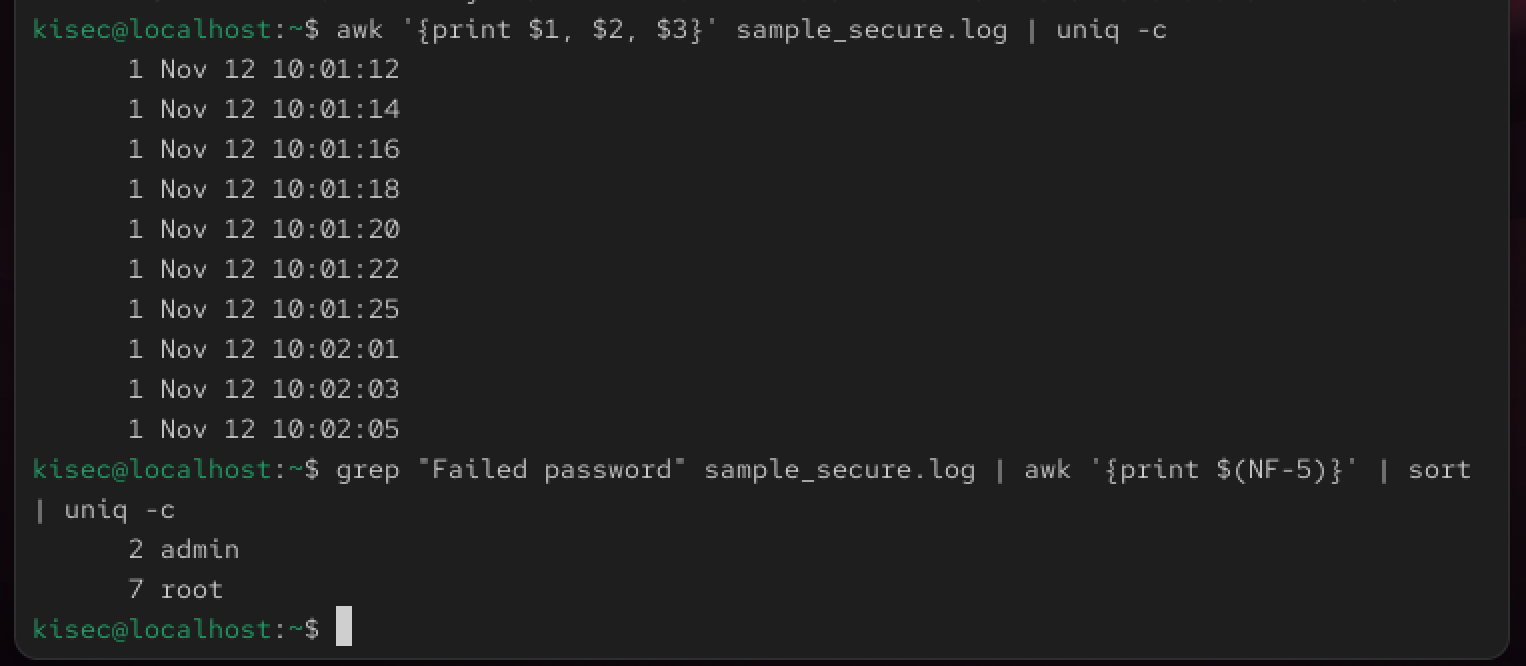 kisec@localhost:~$ awk '{print $1, $2, $3}' sample_secure.log | uniq -c
      1 Nov 12 10:01:12
      1 Nov 12 10:01:14
      1 Nov 12 10:01:16
      1 Nov 12 10:01:18
      1 Nov 12 10:01:20
      1 Nov 12 10:01:22
      1 Nov 12 10:01:25
      1 Nov 12 10:02:01
      1 Nov 12 10:02:03
      1 Nov 12 10:02:05
kisec@localhost:~$ grep "Failed password" sample_secure.log | awk '{print $(NF-5)}' | sort
| uniq -c
      2 admin
      7 root
kisec@localhost:~$